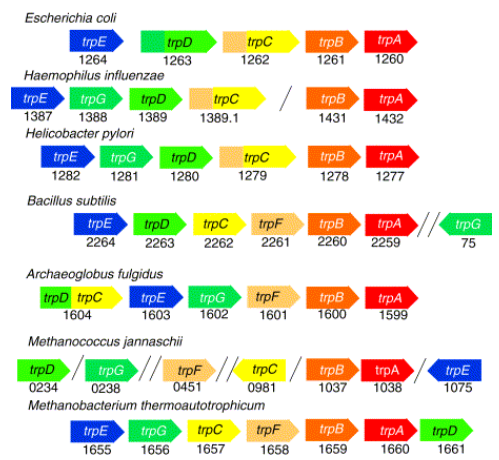 Escherichia coli
trpE trpD trpC trpB trpA
1264 1263 1262 1261 1260
Haemophilus influenzae
trpE trpG trpD trpC / trpB trpA
1387 1388 1389 1389.1 1431 1432
Helicobacter pylori
trpE trpG trpD trpC trpB trpA
1282 1281 1280 1279 1278 1277
Bacillus subtilis
trpE trpD trpC trpF trpB trpA // trpG
2264 2263 2262 2261 2260 2259 75
Archaeoglobus fulgidus
trpD trpC trpE trpG trpF trpB trpA
1604 1603 1602 1601 1600 1599
Methanococcus jannaschii
trpD / trpG // trpF // trpC / trpB trpA / trpE
0234 0238 0451 0981 1037 1038 1075
Methanobacterium thermoautotrophicum
trpE trpG trpC trpF trpB trpA trpD
1655 1656 1657 1658 1659 1660 1661